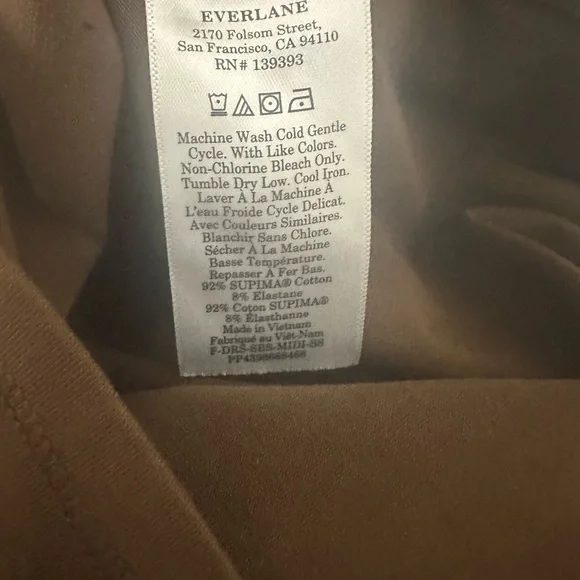 EVERLANE
2170 Folsom Street,
San Francisco, CA 94110
RN# 139393
Machine Wash Cold Gentle
Cycle. With Like Colors.
Non-Chlorine Bleach Only.
Tumble Dry Low. Cool Iron.
Laver À La Machine À
L'eau Froide Cycle Delicat.
Avec Couleurs Similaires.
Blanchir Sans Chlore.
Sécher À La Machine
Basse Température.
Repasser A Fer Bas.
92% SUPIMA® Cotton
8% Elastane
92% Coton SUPIMA®
8% Élasthanne
Made in Vietnam
Fabriqué au Việt-Nam